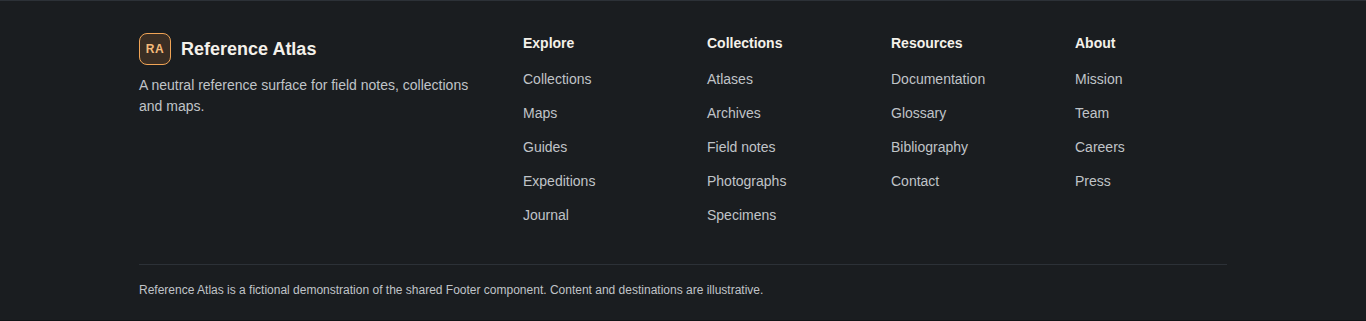 RA
Reference Atlas
A neutral reference surface for field notes, collections
and maps.
Explore
Collections
Maps
Guides
Expeditions
Journal
Collections
Atlases
Archives
Field notes
Photographs
Specimens
Resources
Documentation
Glossary
Bibliography
Contact
About
Mission
Team
Careers
Press
Reference Atlas is a fictional demonstration of the shared Footer component. Content and destinations are illustrative.